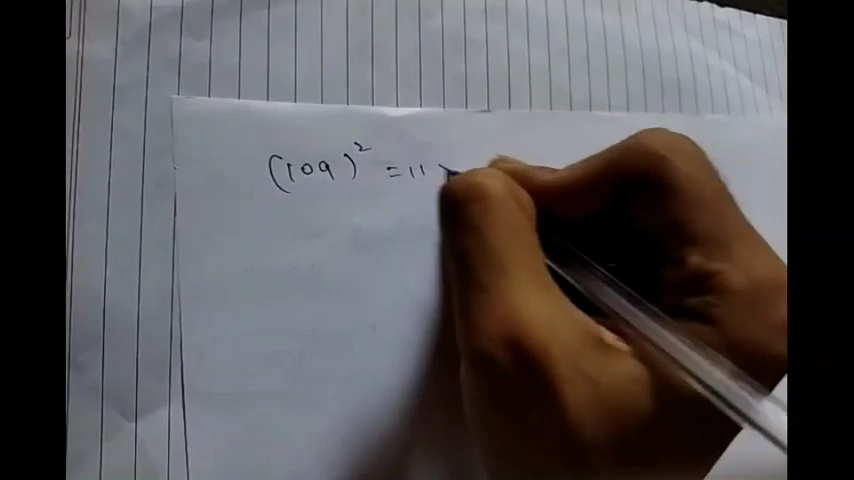 (109)² = 11